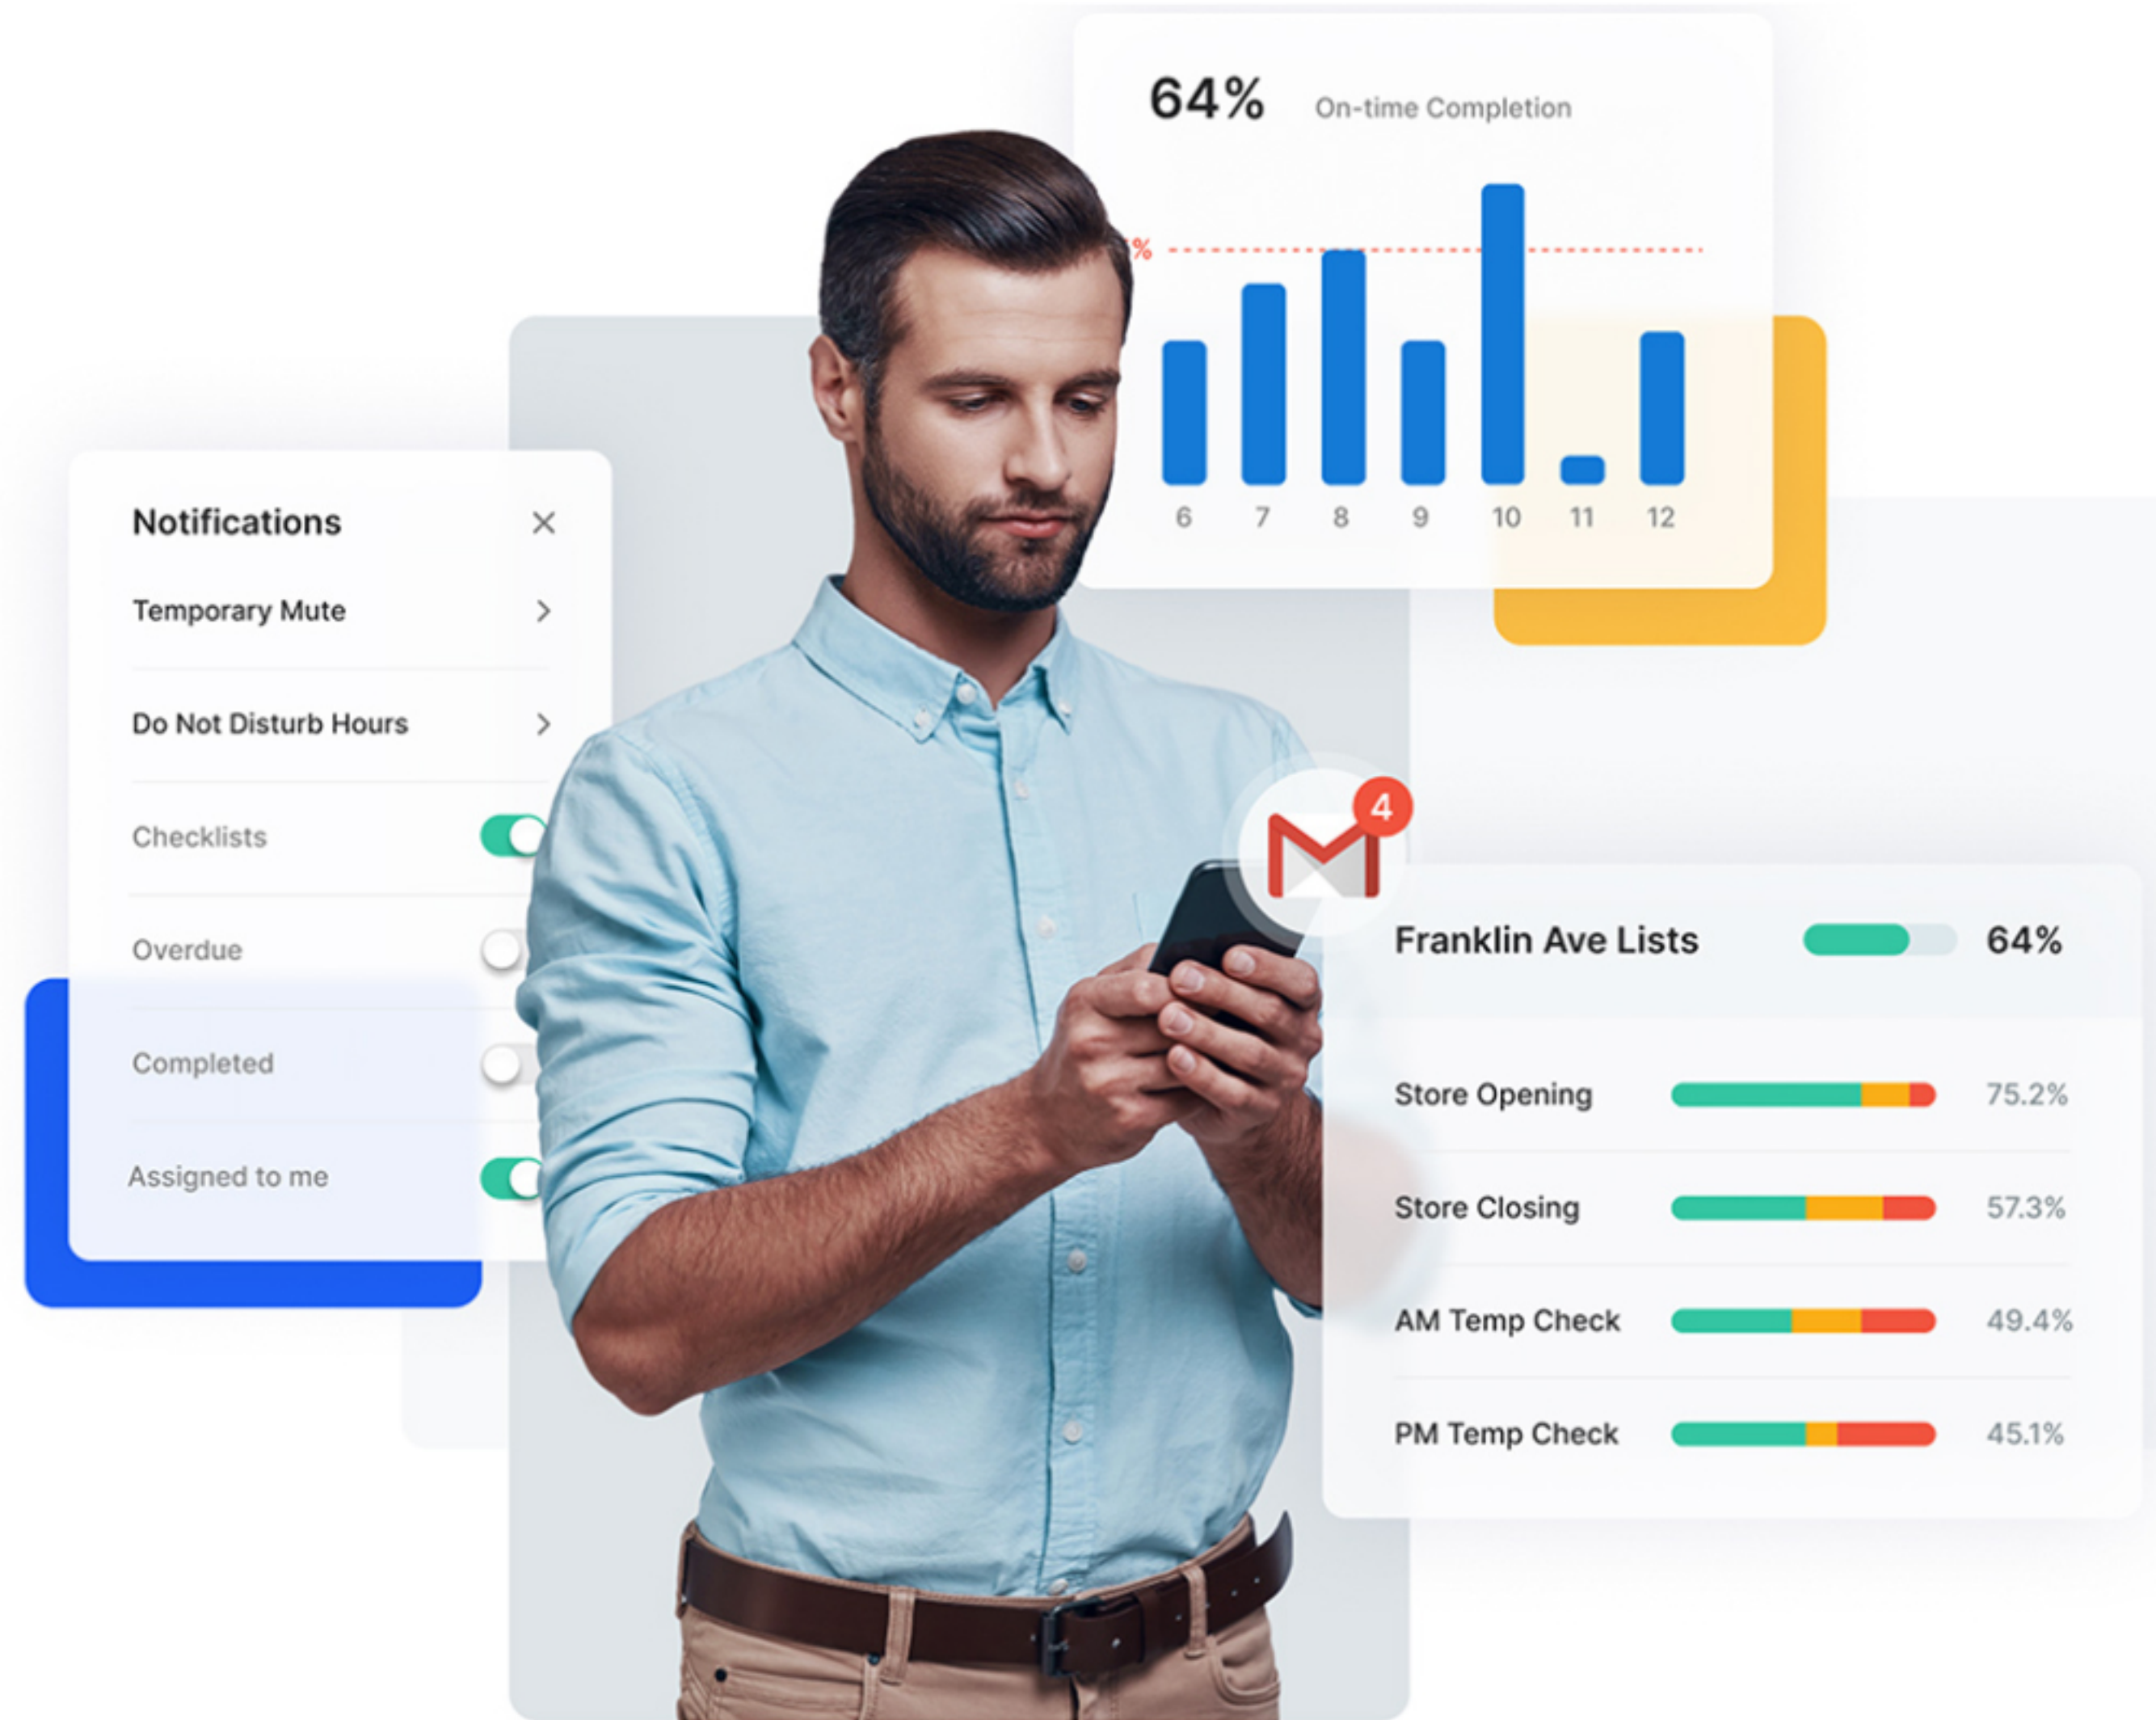 64% On-time Completion
%
6 7 8 9 10 11 12
Notifications
Temporary Mute
Do Not Disturb Hours
Checklists
Overdue
Completed
Assigned to me
4
Franklin Ave Lists 64%
Store Opening 75.2%
Store Closing 57.3%
AM Temp Check 49.4%
PM Temp Check 45.1%